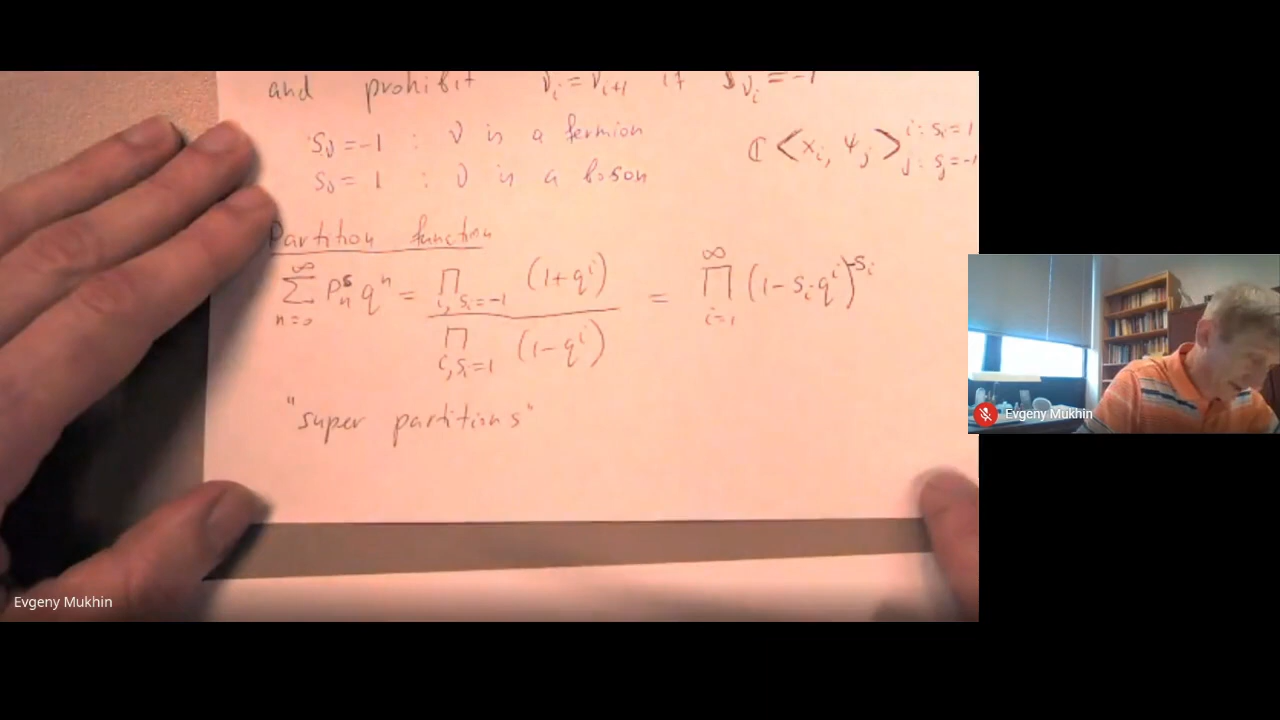 and prohibit ν_i = ν_{i+1} if s_{ν_i} = -1
s_ν = -1 : ν is a fermion
s_ν = 1 : ν is a boson
ℂ <x_i, ψ_j> i: s_i = 1
j: s_j = -1
Partition function
∑_{n=0}^{∞} P_n^s q^n = ∏_{i, s_i=-1} (1+q^i) / ∏_{i, s_i=1} (1-q^i) = ∏_{i=1}^{∞} (1 - s_i q^i)^{-s_i}
"super partitions"
Evgeny Mukhin
Evgeny Mukhin